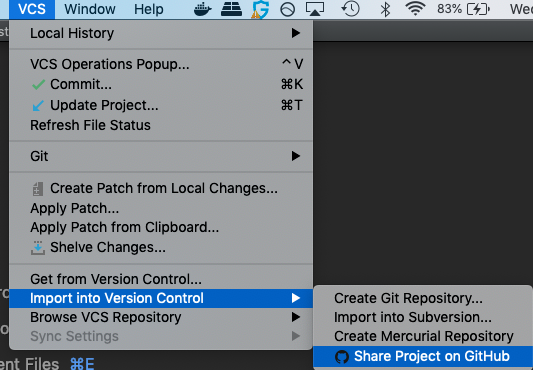 VCS Window Help 83% Wed
Local History
VCS Operations Popup... ^V
Commit... ⌘K
Update Project... ⌘T
Refresh File Status
Git
Create Patch from Local Changes...
Apply Patch...
Apply Patch from Clipboard...
Shelve Changes...
Get from Version Control...
Import into Version Control
Create Git Repository...
Browse VCS Repository
Import into Subversion...
Sync Settings
Create Mercurial Repository
Share Project on GitHub
ent Files ⌘E